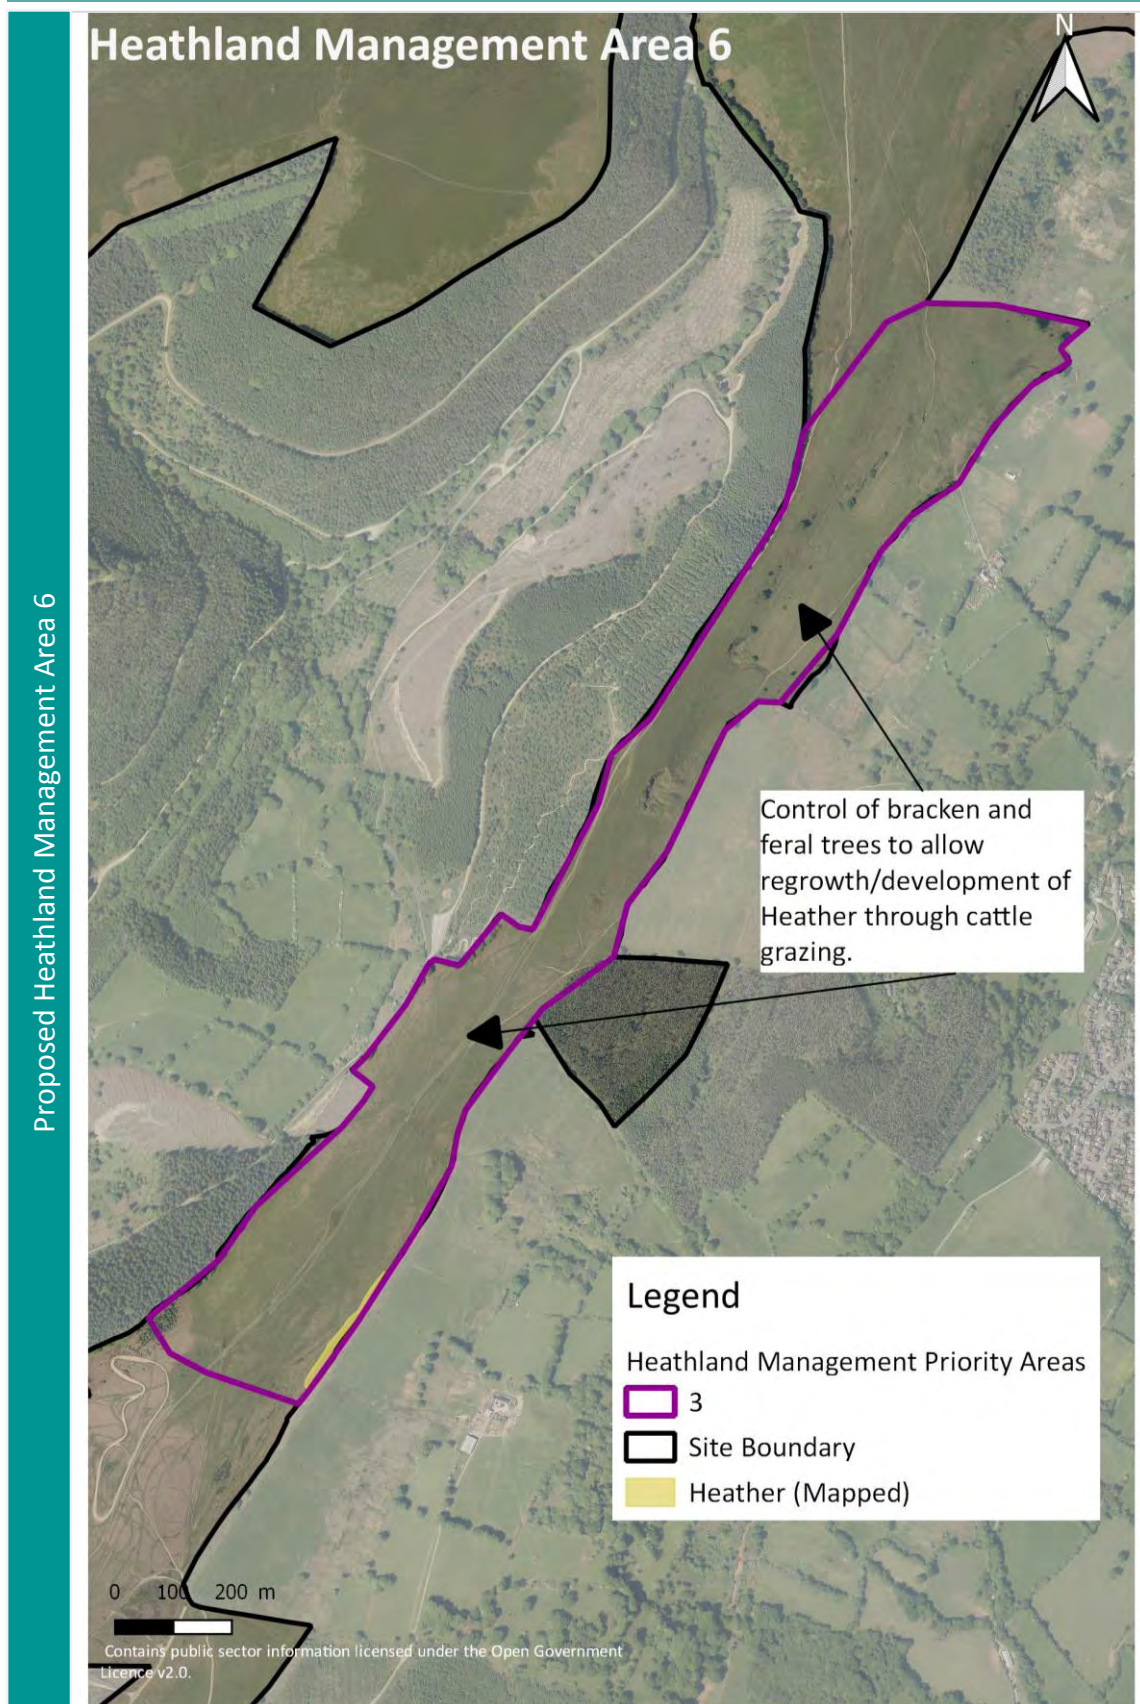 Proposed Heathland Management Area 6
Heathland Management Area 6
N
Control of bracken and
feral trees to allow
regrowth/development of
Heather through cattle
grazing.
Legend
Heathland Management Priority Areas
3
Site Boundary
Heather (Mapped)
0 100 200 m
Contains public sector information licensed under the Open Government
Licence v2.0.